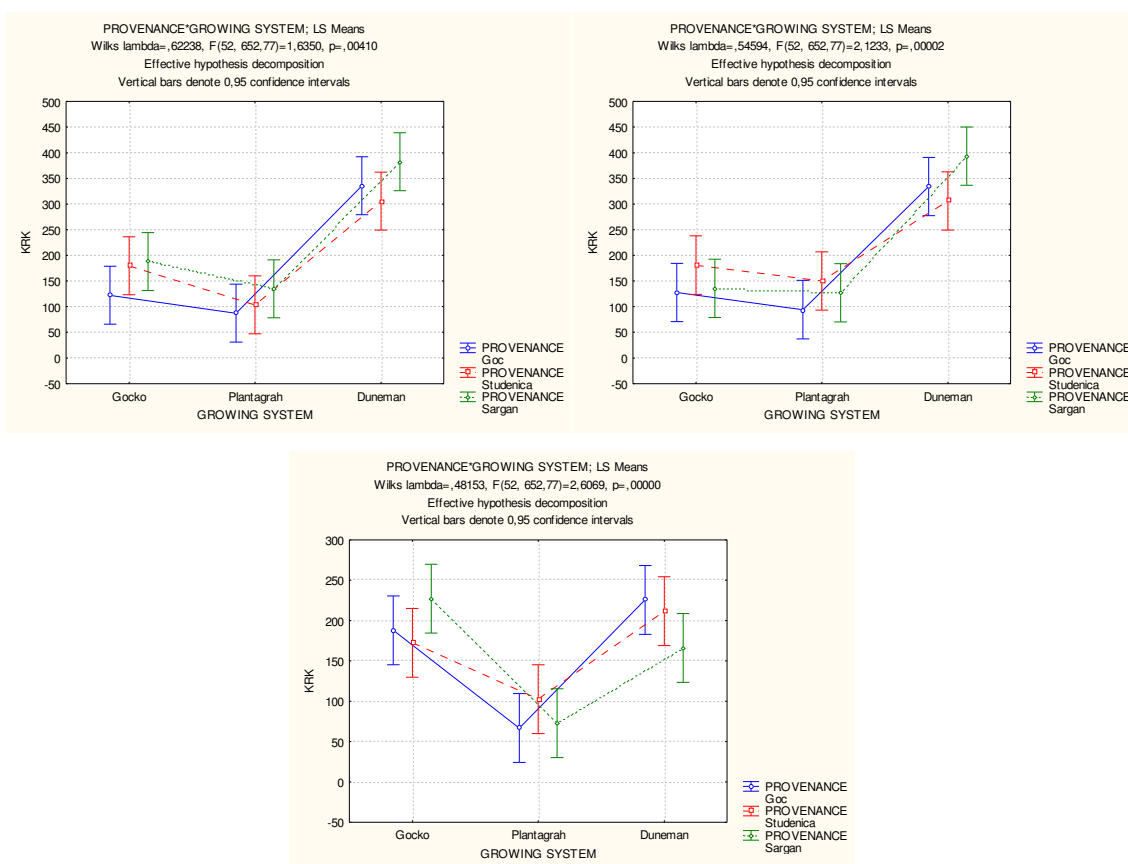 PROVENANCE*GROWING SYSTEM; LS Means
Wilks lambda=,62238, F(52, 652,77)=1,6350, p=,00410
Effective hypothesis decomposition
Vertical bars denote 0,95 confidence intervals
500
450
400
350
300
250
200
150
100
50
0
-50
KRK
Gocko Plantagrah Duneman
GROWING SYSTEM
PROVENANCE
Goc
PROVENANCE
Studenica
PROVENANCE
Sargan
PROVENANCE*GROWING SYSTEM; LS Means
Wilks lambda=,54594, F(52, 652,77)=2,1233, p=,00002
Effective hypothesis decomposition
Vertical bars denote 0,95 confidence intervals
500
450
400
350
300
250
200
150
100
50
0
-50
KRK
Gocko Plantagrah Duneman
GROWING SYSTEM
PROVENANCE
Goc
PROVENANCE
Studenica
PROVENANCE
Sargan
PROVENANCE*GROWING SYSTEM; LS Means
Wilks lambda=,48153, F(52, 652,77)=2,6069, p=,00000
Effective hypothesis decomposition
Vertical bars denote 0,95 confidence intervals
300
250
200
150
100
50
0
-50
KRK
Gocko Plantagrah Duneman
GROWING SYSTEM
PROVENANCE
Goc
PROVENANCE
Studenica
PROVENANCE
Sargan